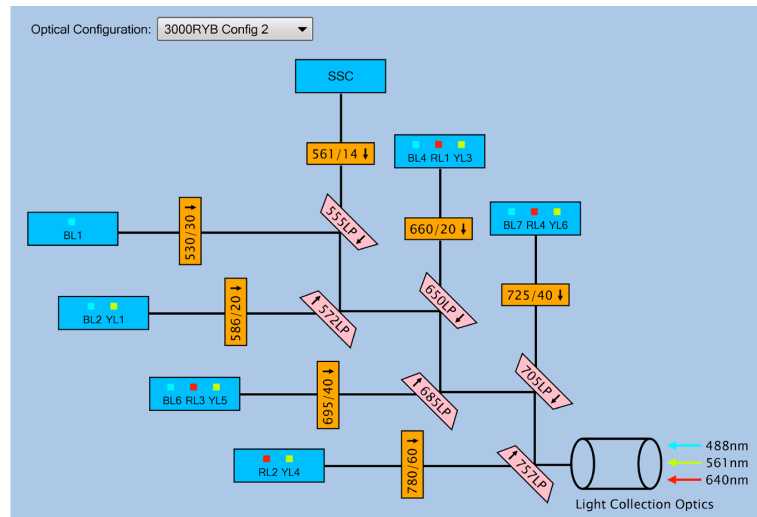 Optical Configuration: 3000RYB Config 2
SSC
561/14
BL4 RL1 YL3
555LP
530/30
BL1
660/20
BL7 RL4 YL6
725/40
650LP
586/20
572LP
BL2 YL1
705LP
695/40
685LP
BL6 RL3 YL5
780/60
757LP
RL2 YL4
488nm
561nm
640nm
Light Collection Optics